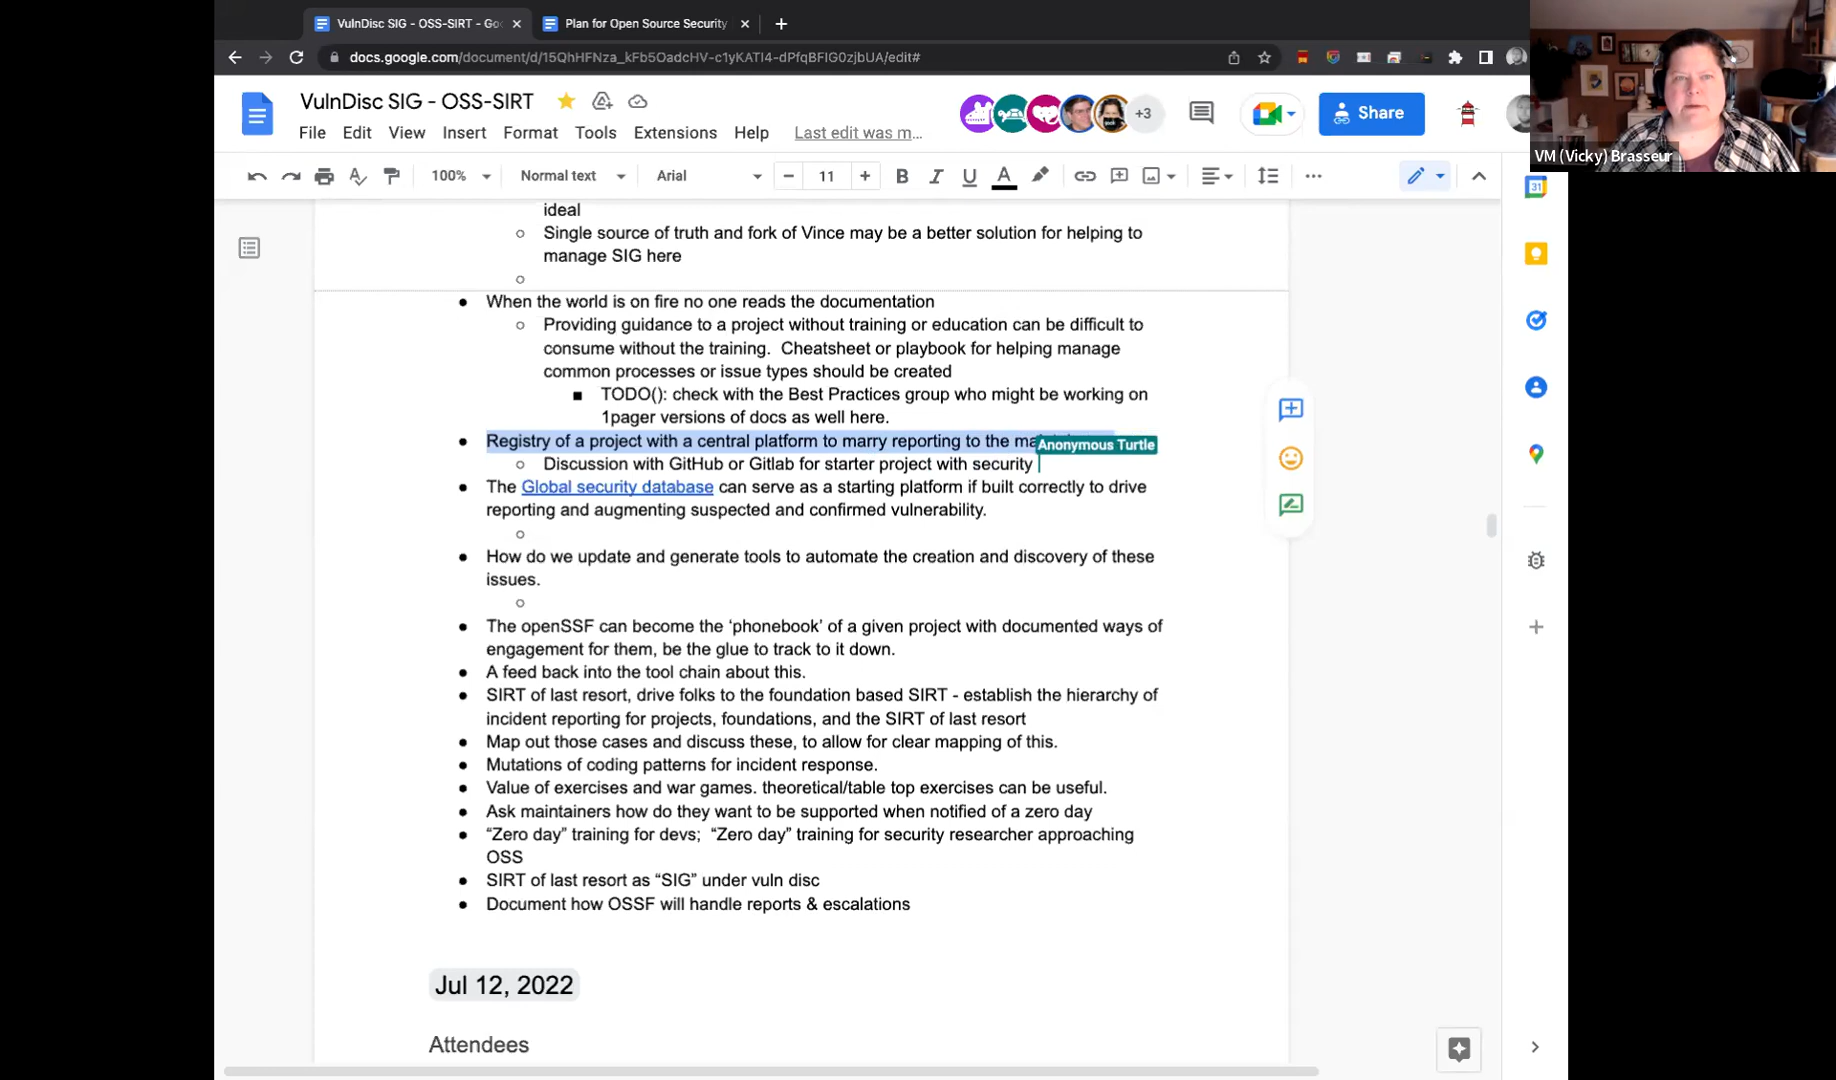 VulnDisc SIG - OSS-SIRT - Goo
Plan for Open Source Security
docs.google.com/document/d/15QhHFNza_kFb5OadcHV-c1yKATI4-dPfqBFIG0zjbUA/edit#
VM (Vicky) Brasseur
VulnDisc SIG - OSS-SIRT
+3
Share
File Edit View Insert Format Tools Extensions Help Last edit was m...
100% Normal text Arial 11
31
ideal
Single source of truth and fork of Vince may be a better solution for helping to
manage SIG here
When the world is on fire no one reads the documentation
Providing guidance to a project without training or education can be difficult to
consume without the training. Cheatsheet or playbook for helping manage
common processes or issue types should be created
TODO(): check with the Best Practices group who might be working on
1pager versions of docs as well here.
Registry of a project with a central platform to marry reporting to the
Anonymous Turtle
Discussion with GitHub or Gitlab for starter project with security
The Global security database can serve as a starting platform if built correctly to drive
reporting and augmenting suspected and confirmed vulnerability.
How do we update and generate tools to automate the creation and discovery of these
issues.
The openSSF can become the ‘phonebook’ of a given project with documented ways of
engagement for them, be the glue to track to it down.
A feed back into the tool chain about this.
SIRT of last resort, drive folks to the foundation based SIRT - establish the hierarchy of
incident reporting for projects, foundations, and the SIRT of last resort
Map out those cases and discuss these, to allow for clear mapping of this.
Mutations of coding patterns for incident response.
Value of exercises and war games. theoretical/table top exercises can be useful.
Ask maintainers how do they want to be supported when notified of a zero day
“Zero day” training for devs; “Zero day” training for security researcher approaching
OSS
SIRT of last resort as “SIG” under vuln disc
Document how OSSF will handle reports & escalations
Jul 12, 2022
Attendees